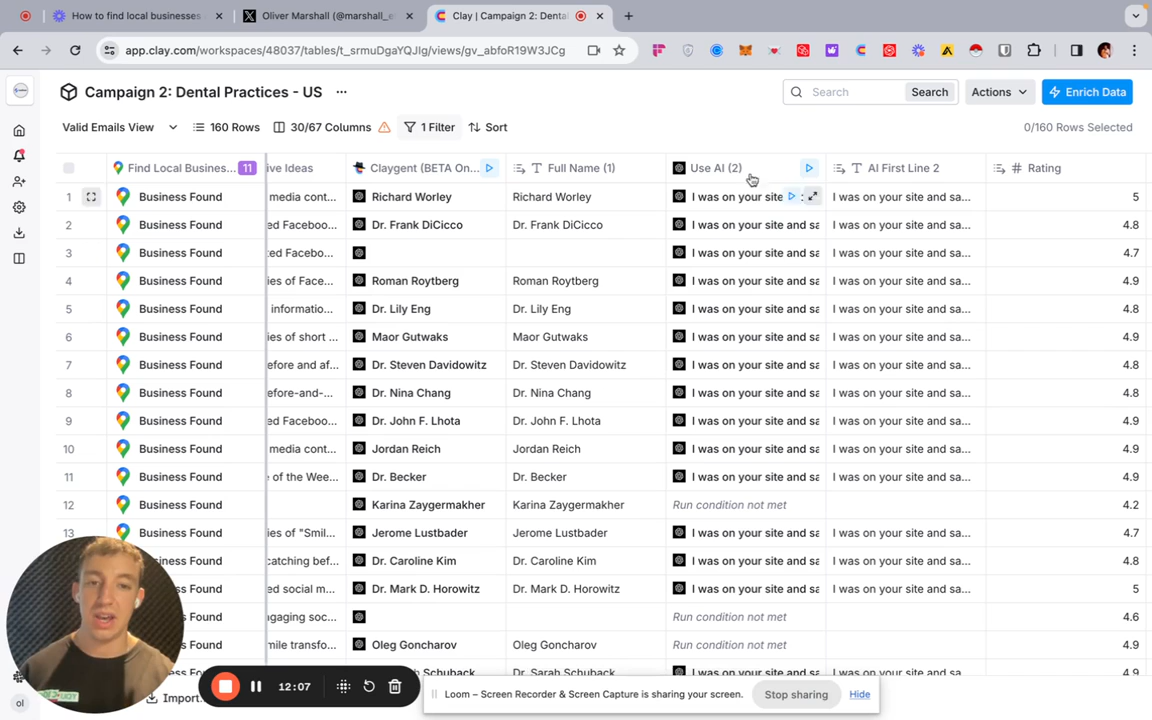 How to find local businesses
Oliver Marshall (@marshall_e
Clay | Campaign 2: Denta
app.clay.com/workspaces/48037/tables/t_srmuDgaYQJIg/views/gv_abfoR19W3JCg
Campaign 2: Dental Practices - US
Search
Search
Actions
Enrich Data
Valid Emails View
160 Rows
30/67 Columns
1 Filter
Sort
0/160 Rows Selected
Find Local Busines... 11 ive Ideas Claygent (BETA On... Full Name (1) Use AI (2) AI First Line 2 # Rating
1 Business Found media cont... Richard Worley Richard Worley I was on your site I was on your site and sa... 5
2 Business Found ed Faceboo... Dr. Frank DiCicco Dr. Frank DiCicco I was on your site and sa I was on your site and sa... 4.8
3 Business Found ted Faceboo... I was on your site and sa I was on your site and sa... 4.7
4 Business Found ies of Face... Roman Roytberg Roman Roytberg I was on your site and sa I was on your site and sa... 4.9
5 Business Found informatio... Dr. Lily Eng Dr. Lily Eng I was on your site and sa I was on your site and sa... 4.8
6 Business Found ies of short ... Maor Gutwaks Maor Gutwaks I was on your site and sa I was on your site and sa... 4.9
7 Business Found efore and af... Dr. Steven Davidowitz Dr. Steven Davidowitz I was on your site and sa I was on your site and sa... 4.8
8 Business Found efore-and-... Dr. Nina Chang Dr. Nina Chang I was on your site and sa I was on your site and sa... 4.8
9 Business Found ed Faceboo... Dr. John F. Lhota Dr. John F. Lhota I was on your site and sa I was on your site and sa... 4.9
10 Business Found media cont... Jordan Reich Jordan Reich I was on your site and sa I was on your site and sa... 4.9
11 Business Found e of the Wee... Dr. Becker Dr. Becker I was on your site and sa I was on your site and sa... 4.9
12 Business Found Karina Zaygermakher Karina Zaygermakher Run condition not met 4.2
13 Business Found ies of "Smil... Jerome Lustbader Jerome Lustbader I was on your site and sa I was on your site and sa... 4.7
Business Found catching bef... Dr. Caroline Kim Dr. Caroline Kim I was on your site and sa I was on your site and sa... 4.8
Business Found ed social m... Dr. Mark D. Horowitz Dr. Mark D. Horowitz I was on your site and sa I was on your site and sa... 5
Business Found ngaging soc... Run condition not met 4.6
Business Found mile transfo... Oleg Goncharov Oleg Goncharov Run condition not met 4.9
Business Found Dr. Sarah Schuback I was on your site and sa I was on your site and sa... 4.9
Import
12:07
Loom – Screen Recorder & Screen Capture is sharing your screen.
Stop sharing
Hide
ol